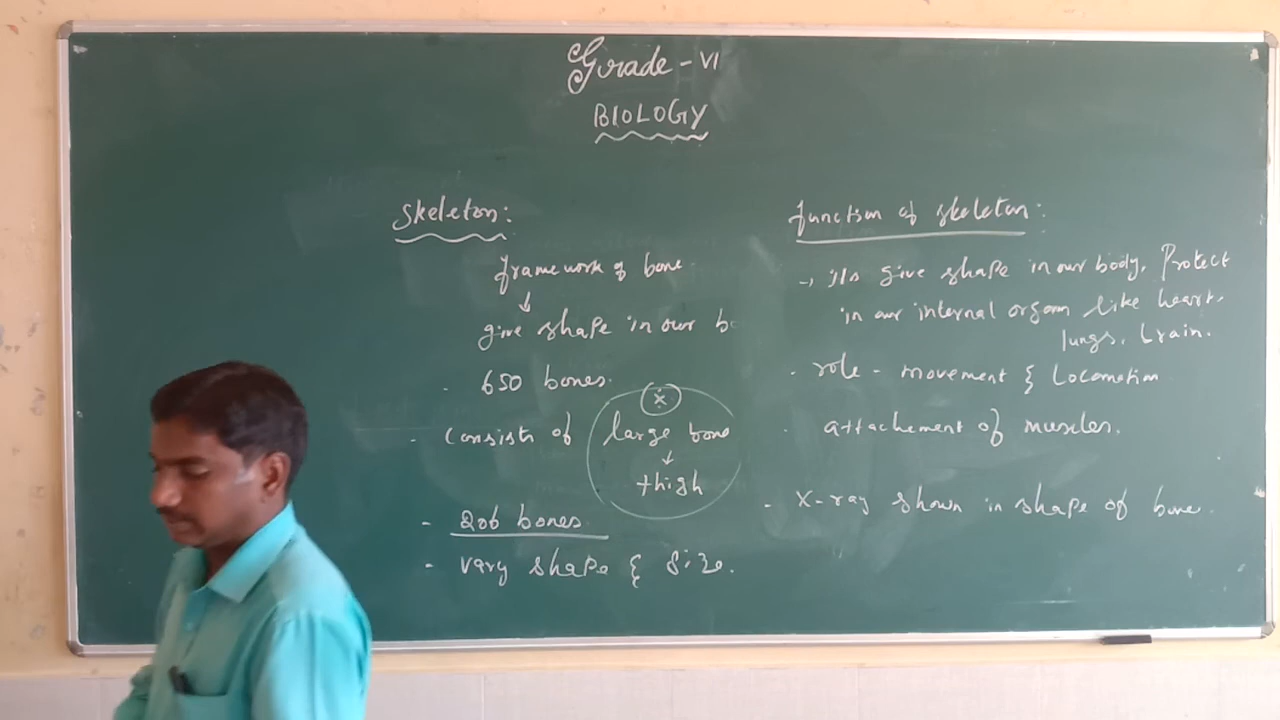 Grade - VI
BIOLOGY
Skeleton:
framework of bone
↓
give shape in our b
- 650 bones.
- Consists of large bone
x
↓
thigh
- 206 bones
- vary shape & size.
function of skeleton:
→ give shape in our body, Protect
in our internal organ like heart,
lungs, brain.
- role - movement & Locomotion
- attachement of muscles.
- X-ray shown in shape of bone.